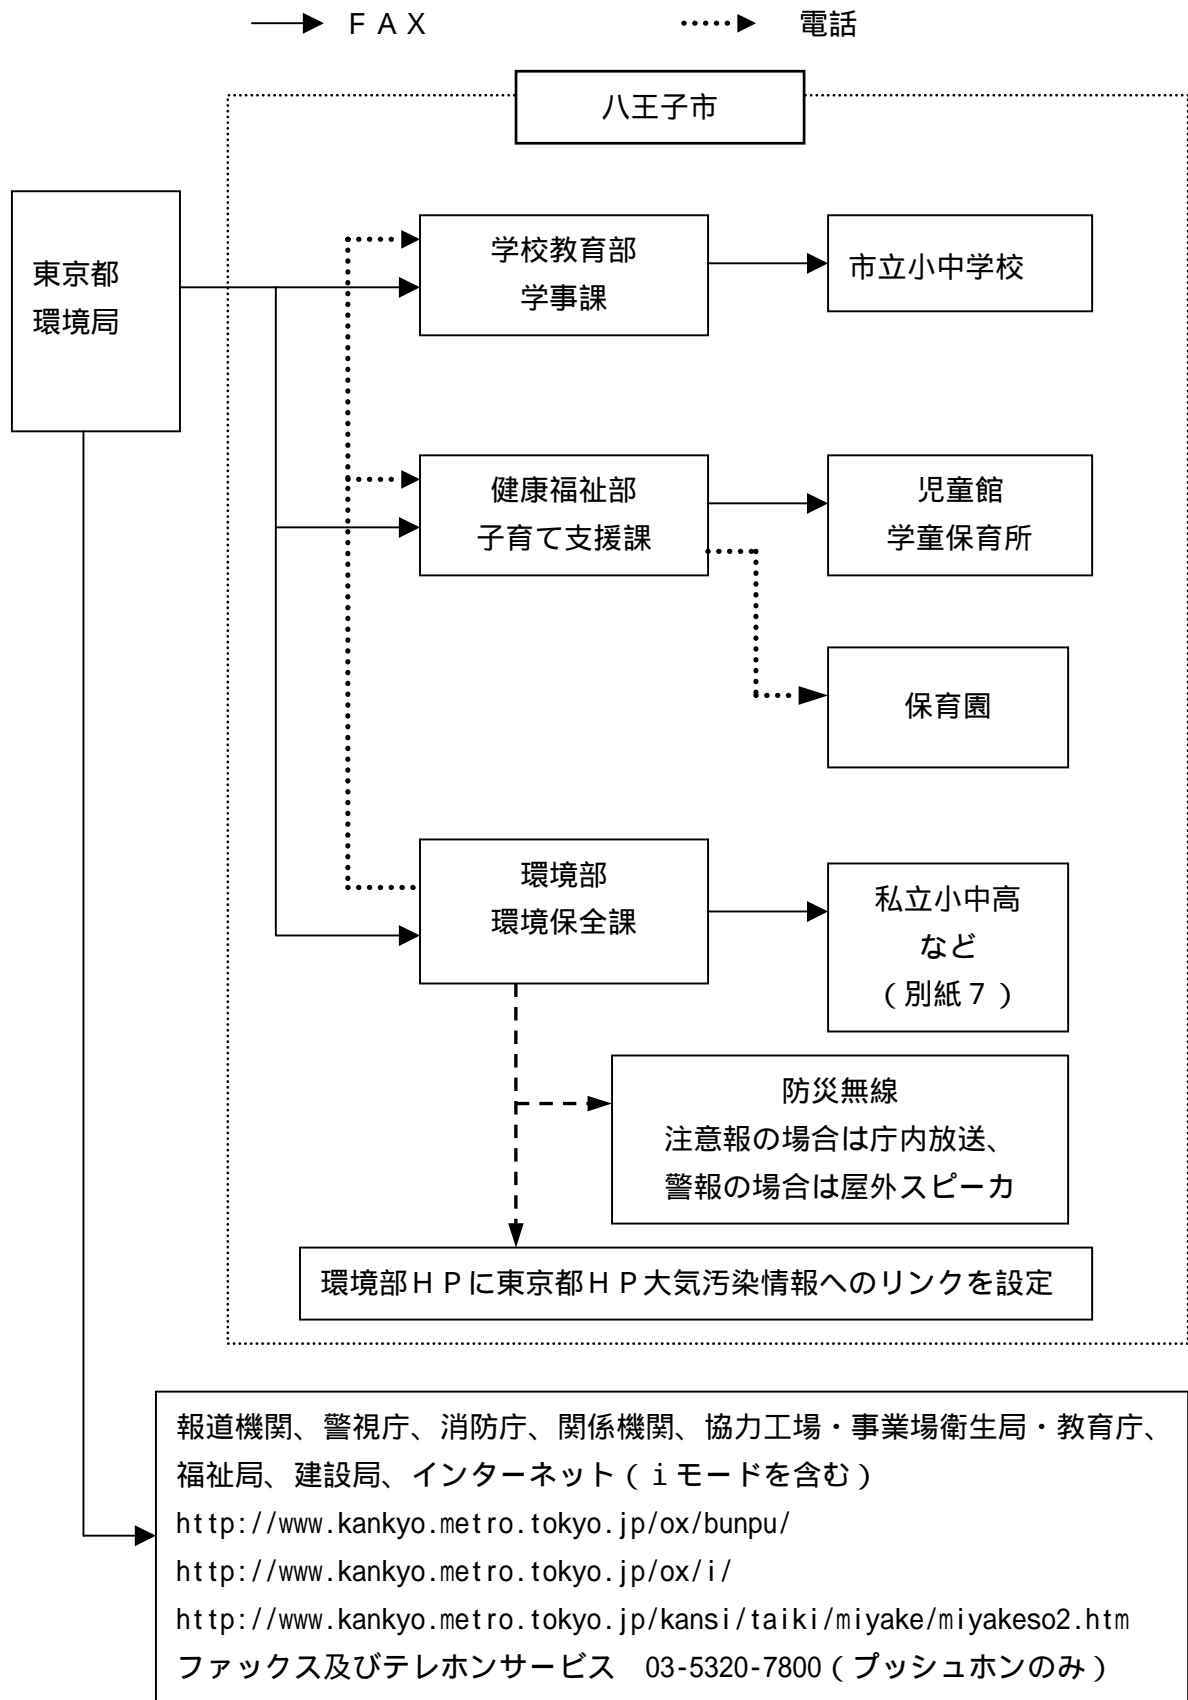 ＦＡＸ
電話
八王子市
東京都
環境局
学校教育部
学事課
市立小中学校
健康福祉部
子育て支援課
児童館
学童保育所
保育園
環境部
環境保全課
私立小中高
など
（別紙７）
防災無線
注意報の場合は庁内放送、
警報の場合は屋外スピーカ
環境部ＨＰに東京都ＨＰ大気汚染情報へのリンクを設定
報道機関、警視庁、消防庁、関係機関、協力工場・事業場衛生局・教育庁、
福祉局、建設局、インターネット（ｉモードを含む）
http://www.kankyo.metro.tokyo.jp/ox/bunpu/
http://www.kankyo.metro.tokyo.jp/ox/i/
http://www.kankyo.metro.tokyo.jp/kansi/taiki/miyake/miyakeso2.htm
ファックス及びテレホンサービス　03-5320-7800（プッシュホンのみ）